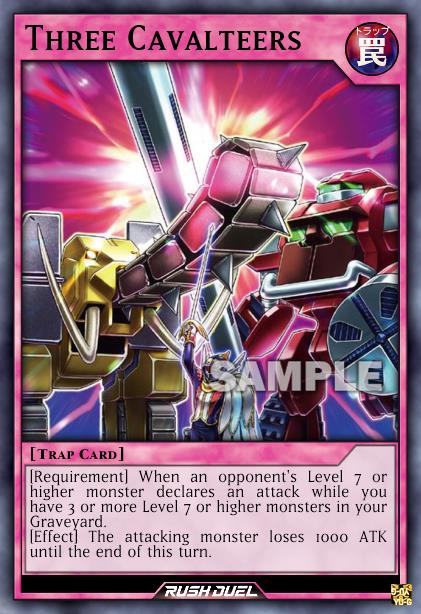 THREE CAVALTEERS
トラップ
罠
SAMPLE
[TRAP CARD]
[Requirement] When an opponent's Level 7 or
higher monster declares an attack while you
have 3 or more Level 7 or higher monsters in your
Graveyard.
[Effect] The attacking monster loses 1000 ATK
until the end of this turn.
RUSH DUEL